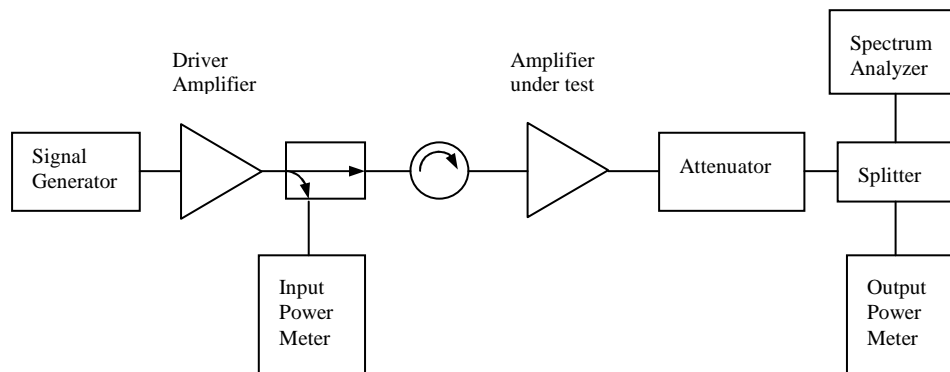 Driver
Amplifier
Amplifier
under test
Spectrum
Analyzer
Signal
Generator
Attenuator
Splitter
Input
Power
Meter
Output
Power
Meter